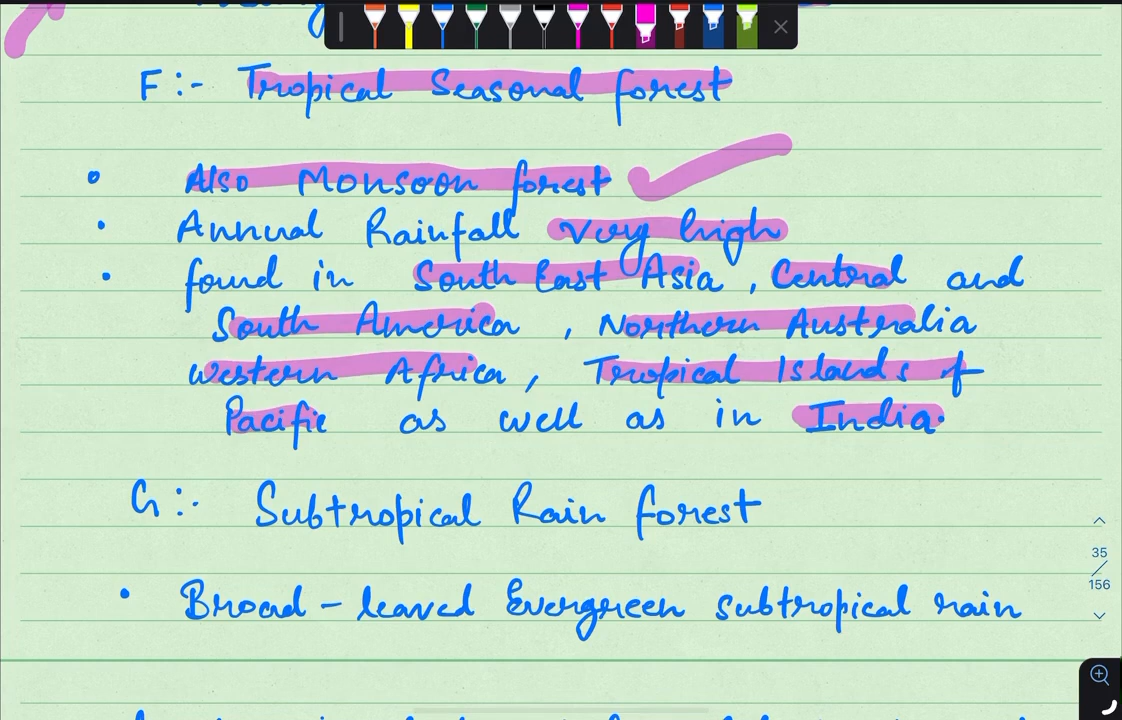 F:- Tropical Seasonal forest
• Also Monsoon forest
• Annual Rainfall very high
• found in South East Asia, Central and
South America, Northern Australia
Western Africa, Tropical Islands of
Pacific as well as in India.
G:- Subtropical Rain forest
35
156
• Broad-leaved Evergreen subtropical rain